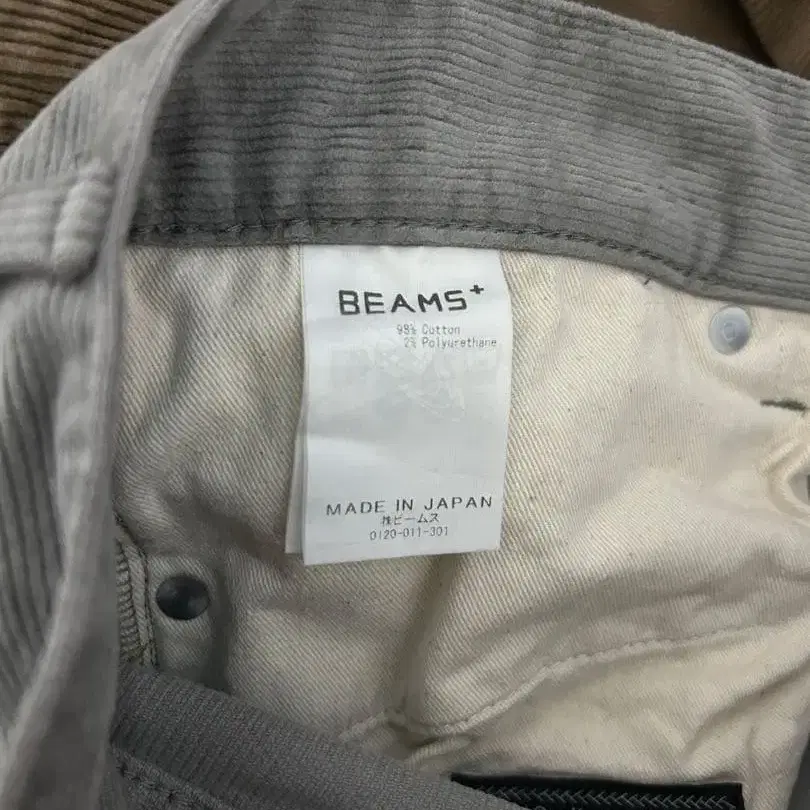 BEAMS+
98% Cotton
2% Polyurethane
MADE IN JAPAN
㈱ビームス
0120-011-301